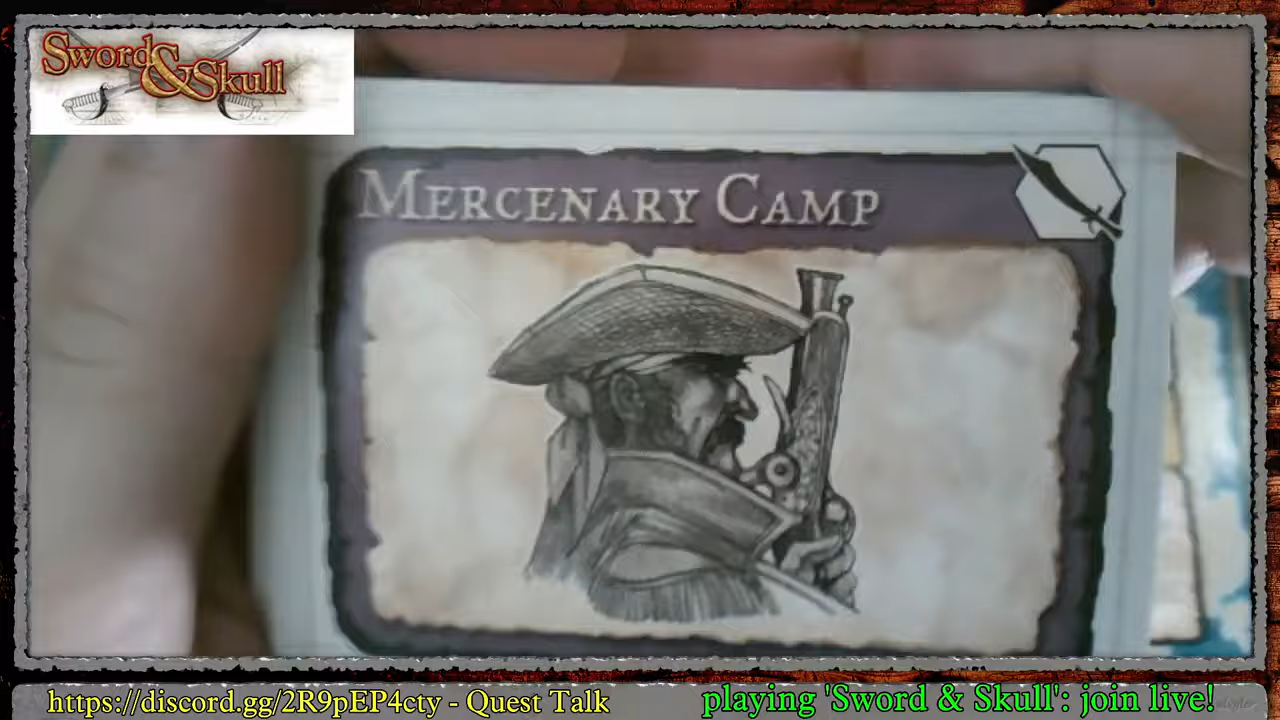 Sword
&Skull
MERCENARY CAMP
https://discord.gg/2R9pEP4cty - Quest Talk
playing 'Sword & Skull': join live!